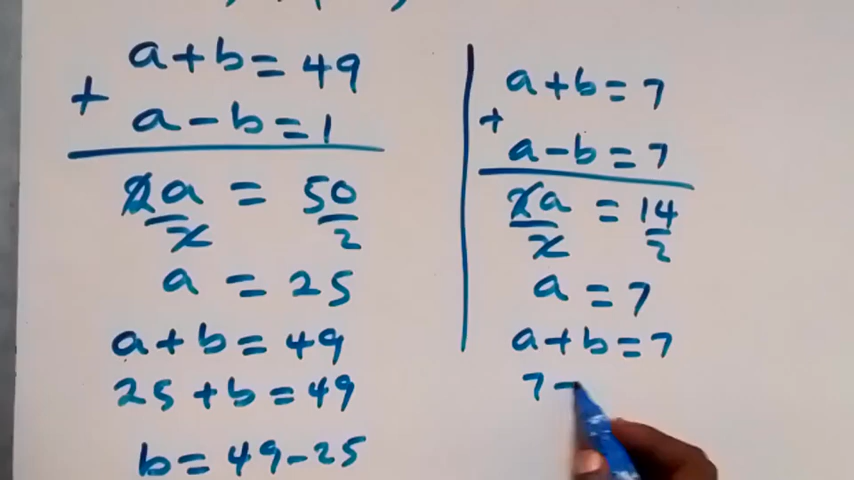 a+b=49
+ a-b=1
2a/2 = 50/2
a = 25
a+b=49
25+b=49
b=49-25
a+b=7
+ a-b=7
2a/2 = 14/2
a=7
a+b=7
7-